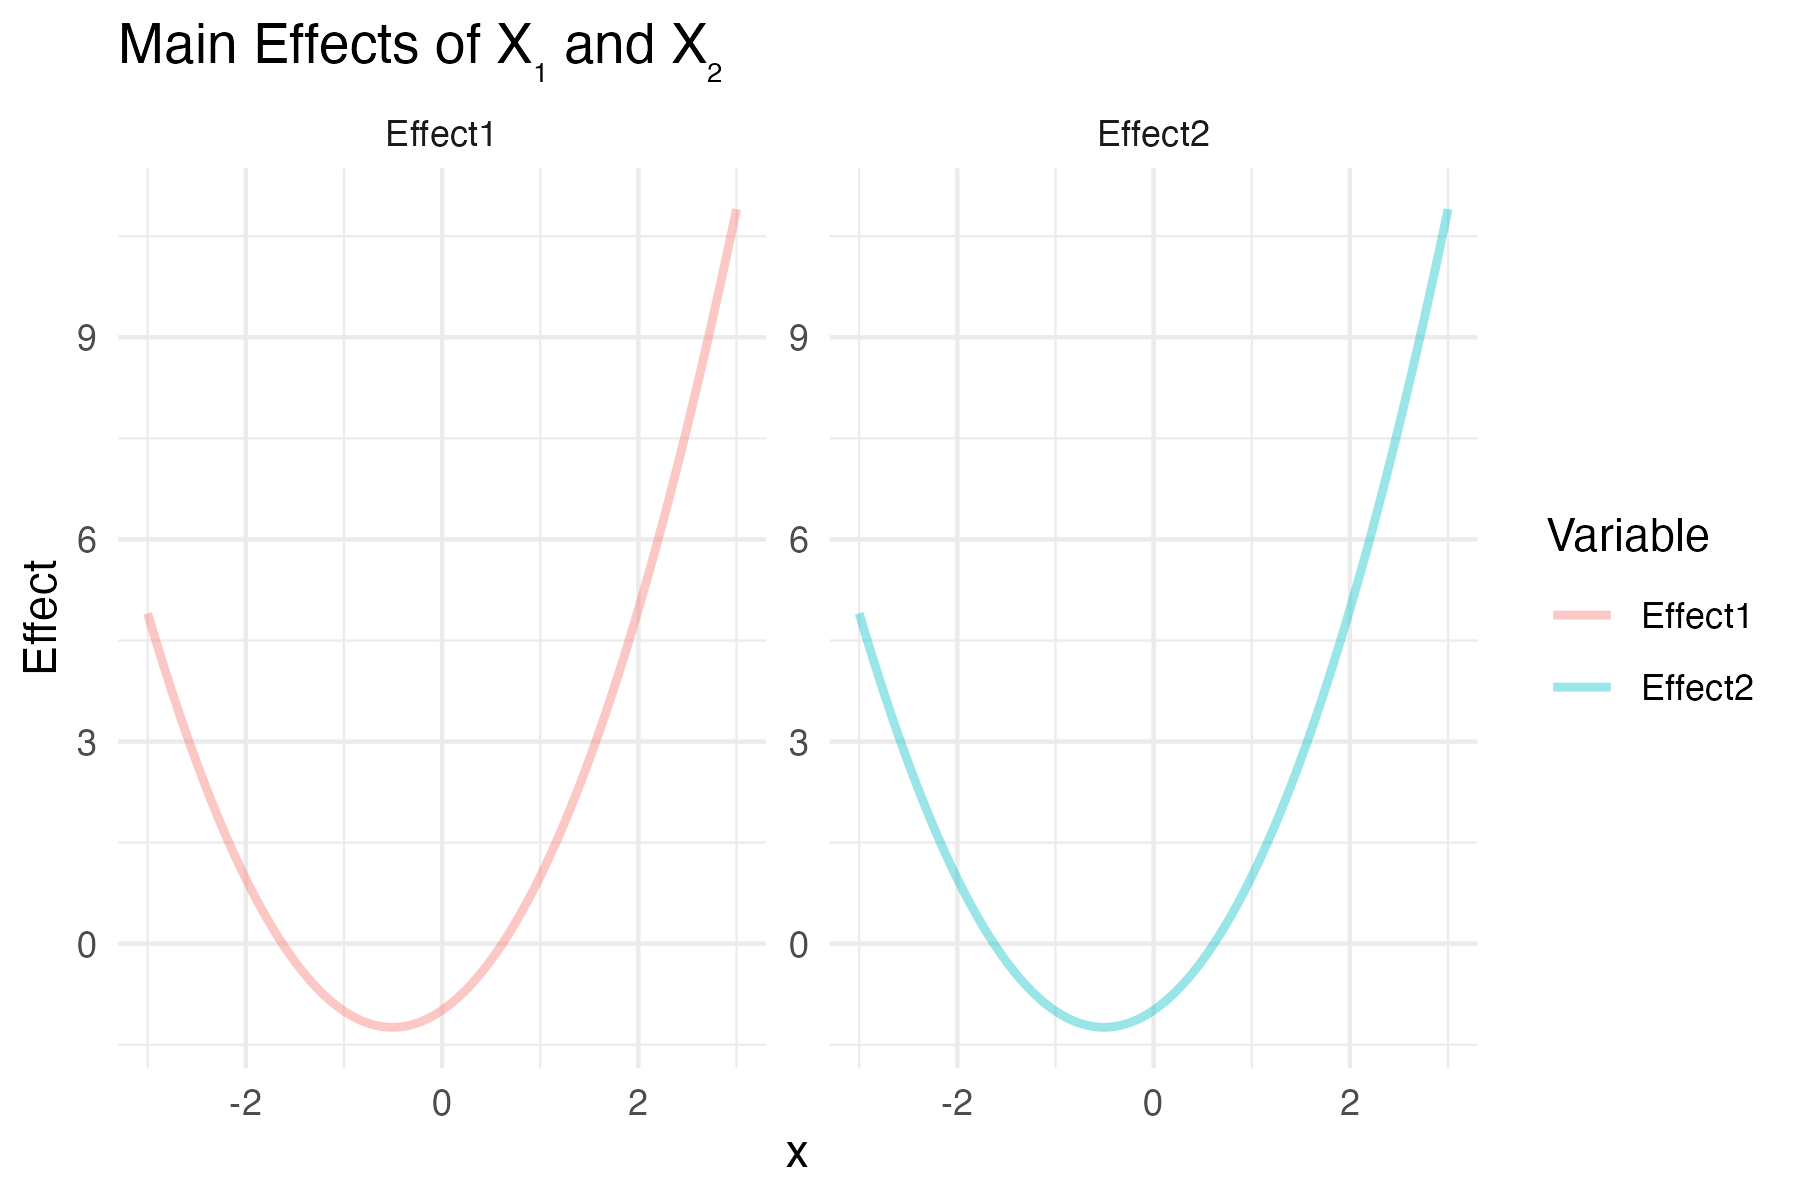 Main Effects of X1 and X2
Effect1
Effect2
9
6
3
0
9
6
3
0
Effect
-2 0 2
-2 0 2
x
Variable
Effect1
Effect2